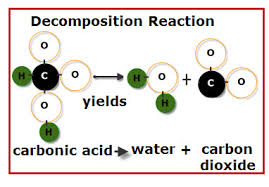 Decomposition Reaction
O O
H C O H O + C O
O H
yields
H
carbonic acid water + carbon
dioxide